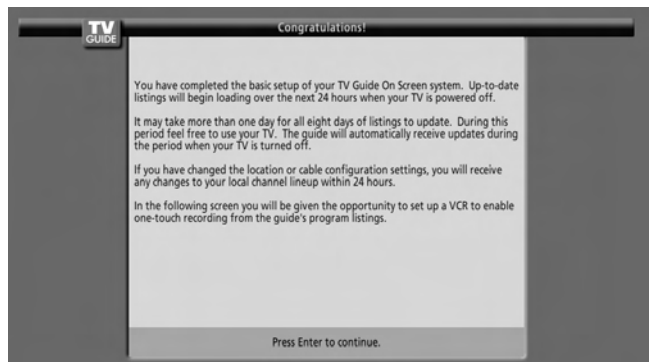 TV
GUIDE
Congratulations!
You have completed the basic setup of your TV Guide On Screen system. Up-to-date
listings will begin loading over the next 24 hours when your TV is powered off.
It may take more than one day for all eight days of listings to update. During this
period feel free to use your TV. The guide will automatically receive updates during
the period when your TV is turned off.
If you have changed the location or cable configuration settings, you will receive
any changes to your local channel lineup within 24 hours.
In the following screen you will be given the opportunity to set up a VCR to enable
one-touch recording from the guide's program listings.
Press Enter to continue.